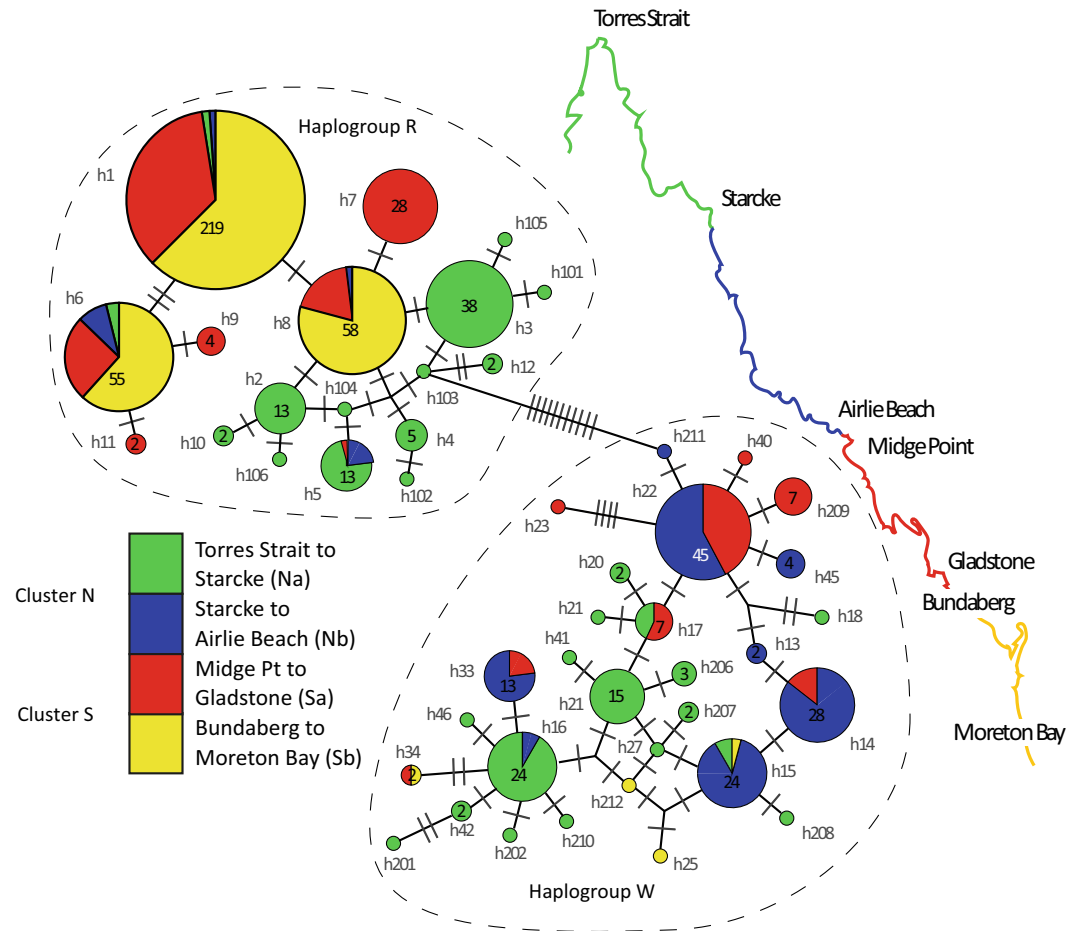 Torres Strait
Haplogroup R
h1
219
h7
28
h105
h101
Starcke
h6
55
h9
4
h8
58
38
h3
h11
2
h2
13
h104
h103
2
h12
h10
2
h106
13
h5
5
h4
h102
Airlie Beach
Midge Point
h211
h40
h22
45
7
h209
h23
4
h45
Gladstone
Bundaberg
Moreton Bay
Cluster N
Cluster S
Torres Strait to
Starcke (Na)
Starcke to
Airlie Beach (Nb)
Midge Pt to
Gladstone (Sa)
Bundaberg to
Moreton Bay (Sb)
h20
2
h21
7
h17
h18
2
h13
h41
h33
13
15
h21
3
h206
28
h14
h46
h16
24
h27
2
h207
h34
2
h212
24
h15
2
h42
h201
h202
h210
h208
h25
Haplogroup W